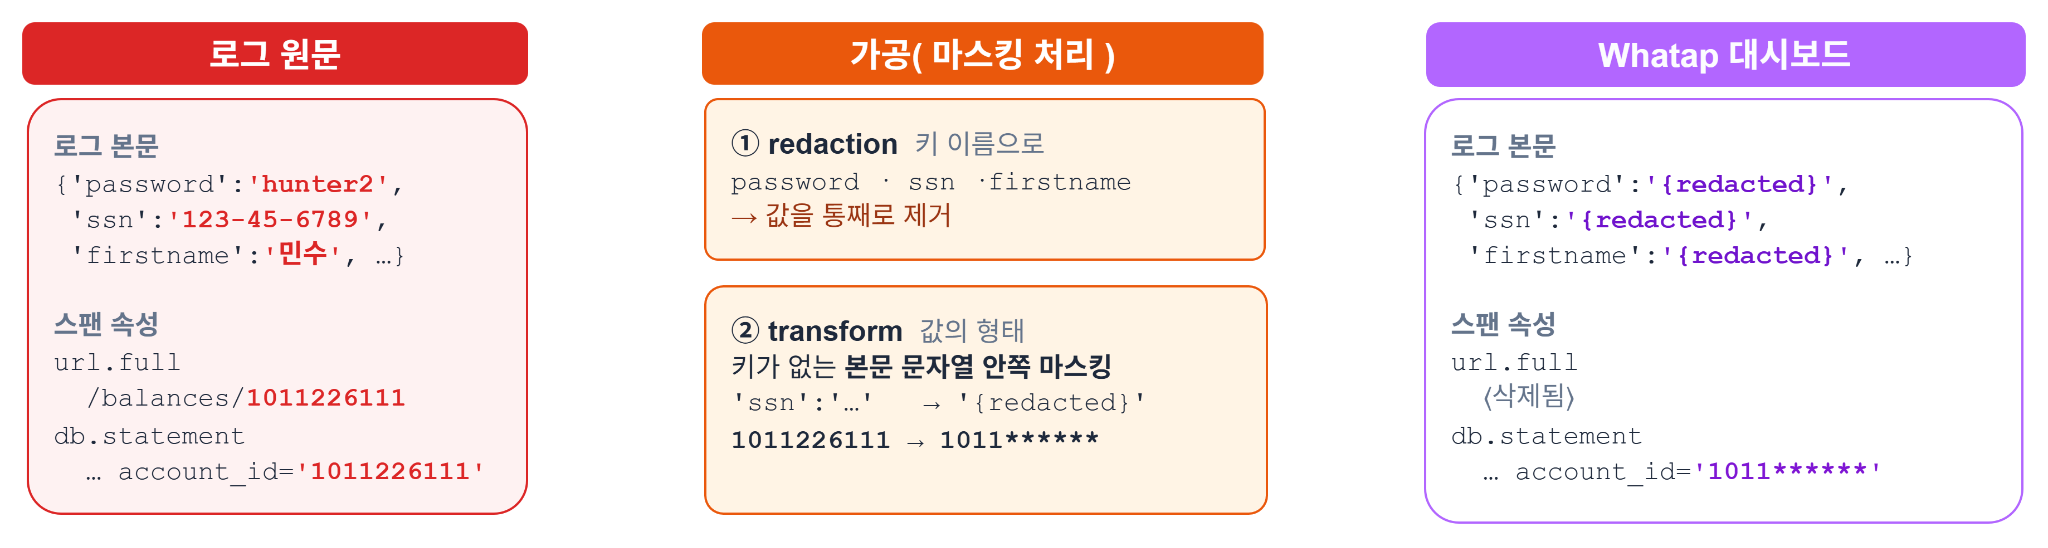 로그 원문
로그 본문
{'password':'hunter2',
'ssn':'123-45-6789',
'firstname':'민수', …}
스팬 속성
url.full
/balances/1011226111
db.statement
… account_id='1011226111'
가공( 마스킹 처리 )
① redaction 키 이름으로
password · ssn ·firstname
→ 값을 통째로 제거
② transform 값의 형태
키가 없는 본문 문자열 안쪽 마스킹
'ssn':'…' → '{redacted}'
1011226111 → 1011******
Whatap 대시보드
로그 본문
{'password':'{redacted}',
'ssn':'{redacted}',
'firstname':'{redacted}', …}
스팬 속성
url.full
⟨삭제됨⟩
db.statement
… account_id='1011******'